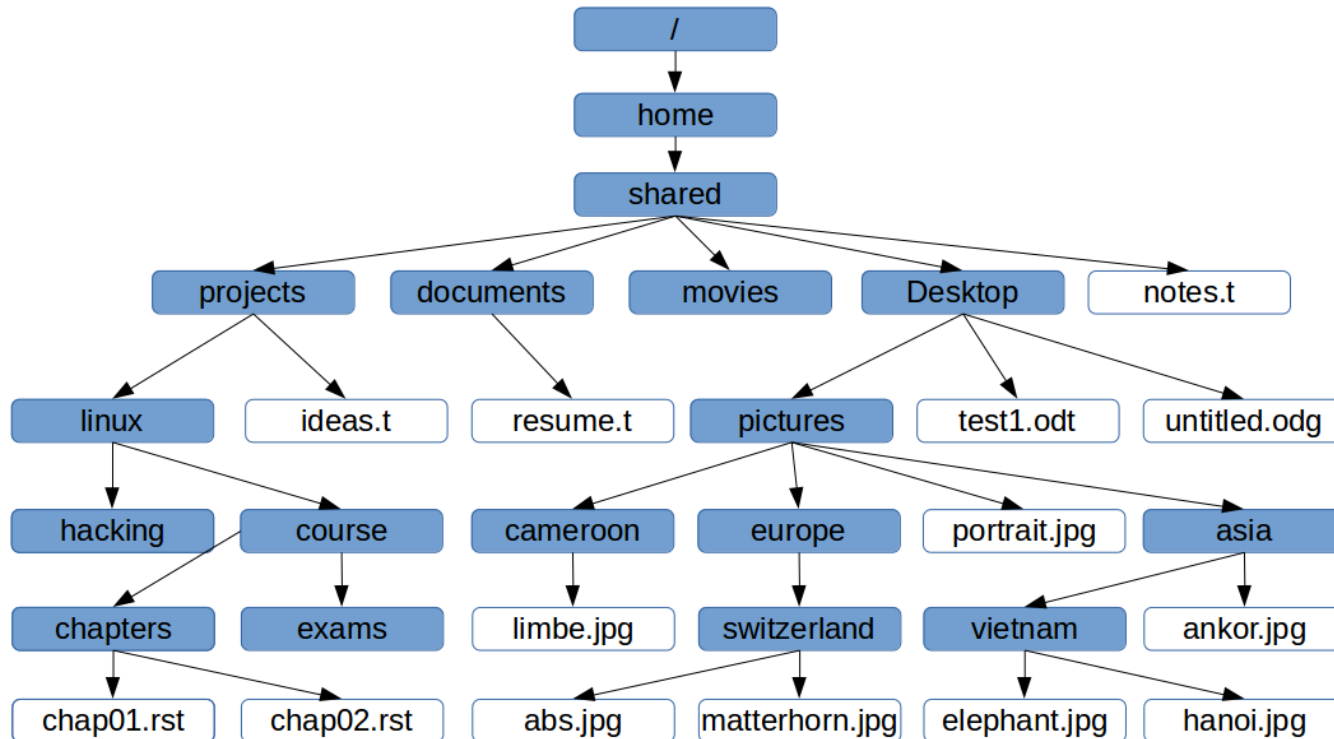 /
home
shared
projects documents movies Desktop notes.t
linux ideas.t resume.t pictures test1.odt untitled.odg
hacking course cameroon europe portrait.jpg asia
chapters exams limbe.jpg switzerland vietnam ankor.jpg
chap01.rst chap02.rst abs.jpg matterhorn.jpg elephant.jpg hanoi.jpg